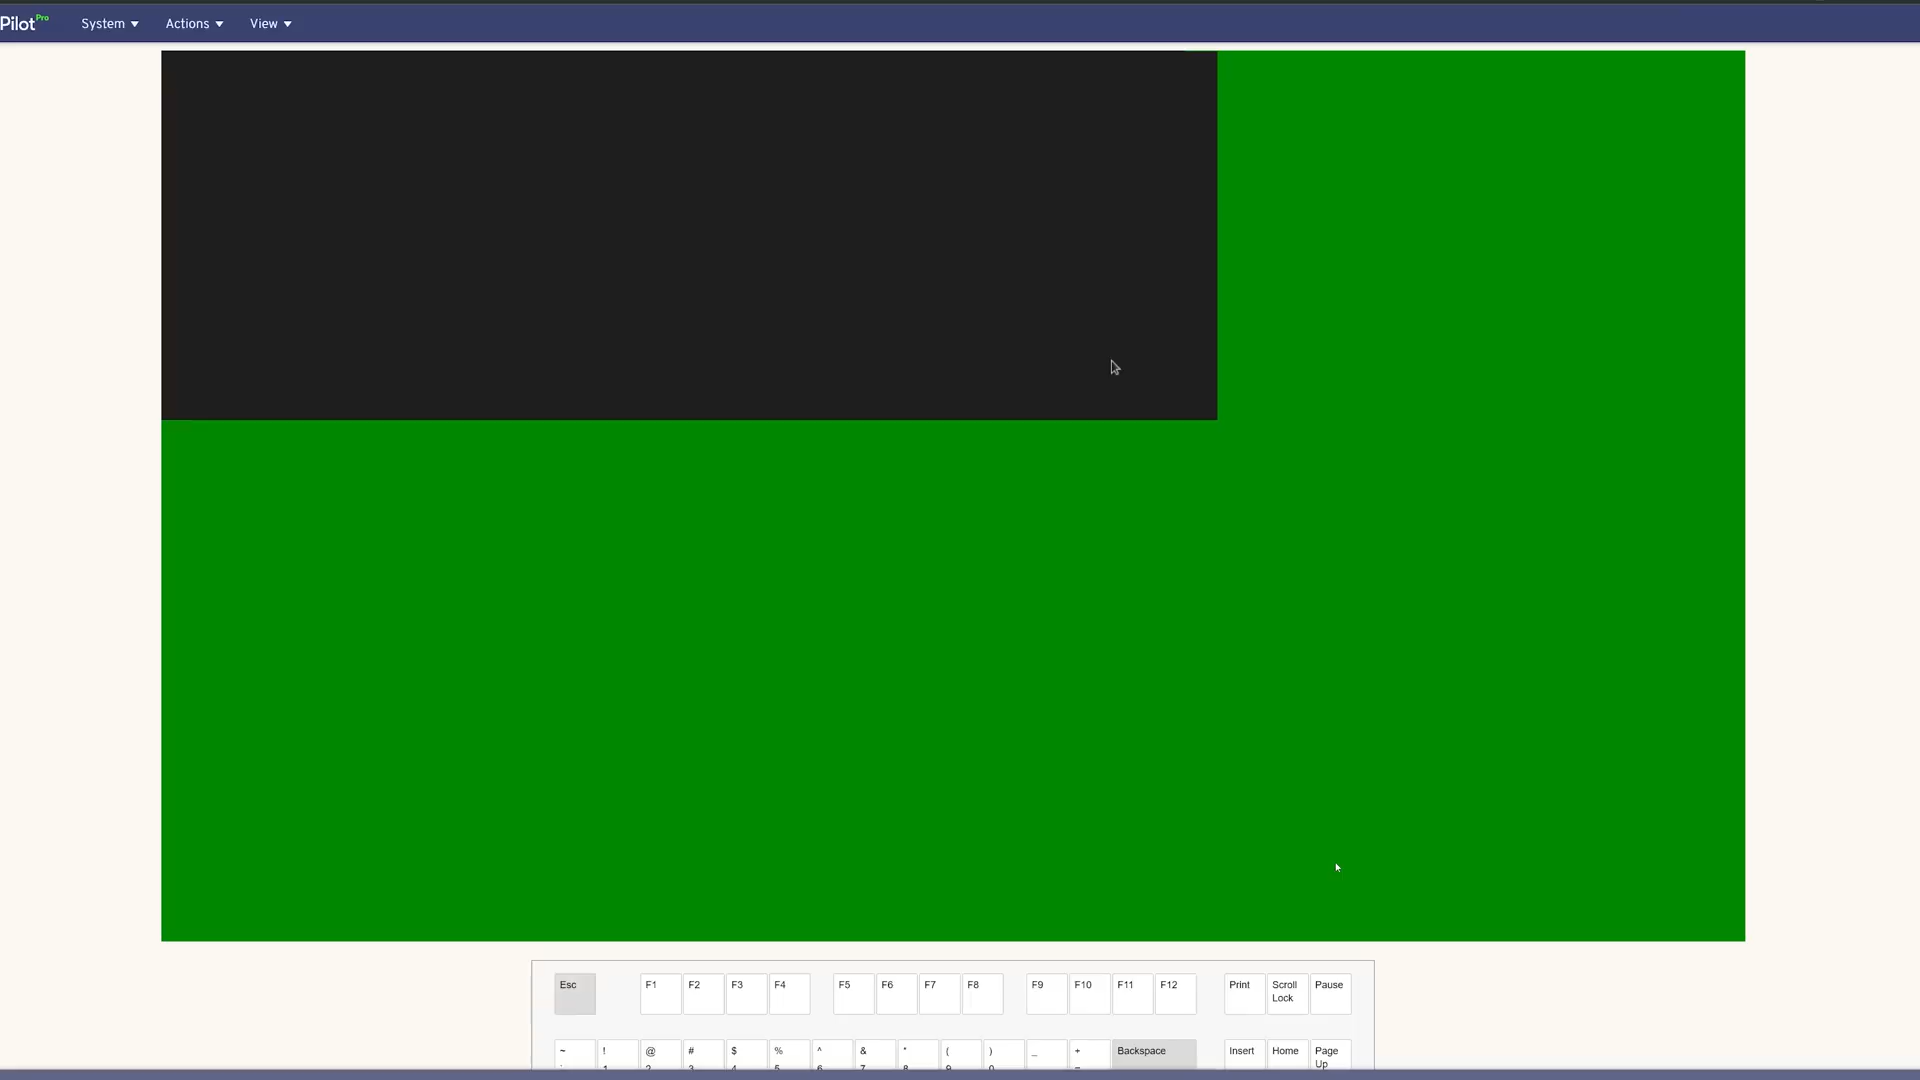 Pilot Pro System Actions View
Esc F1 F2 F3 F4 F5 F6 F7 F8 F9 F10 F11 F12 Print Scroll Lock Pause
~ ! @ # $ % ^ & * ( ) _ + Backspace Insert Home Page Up